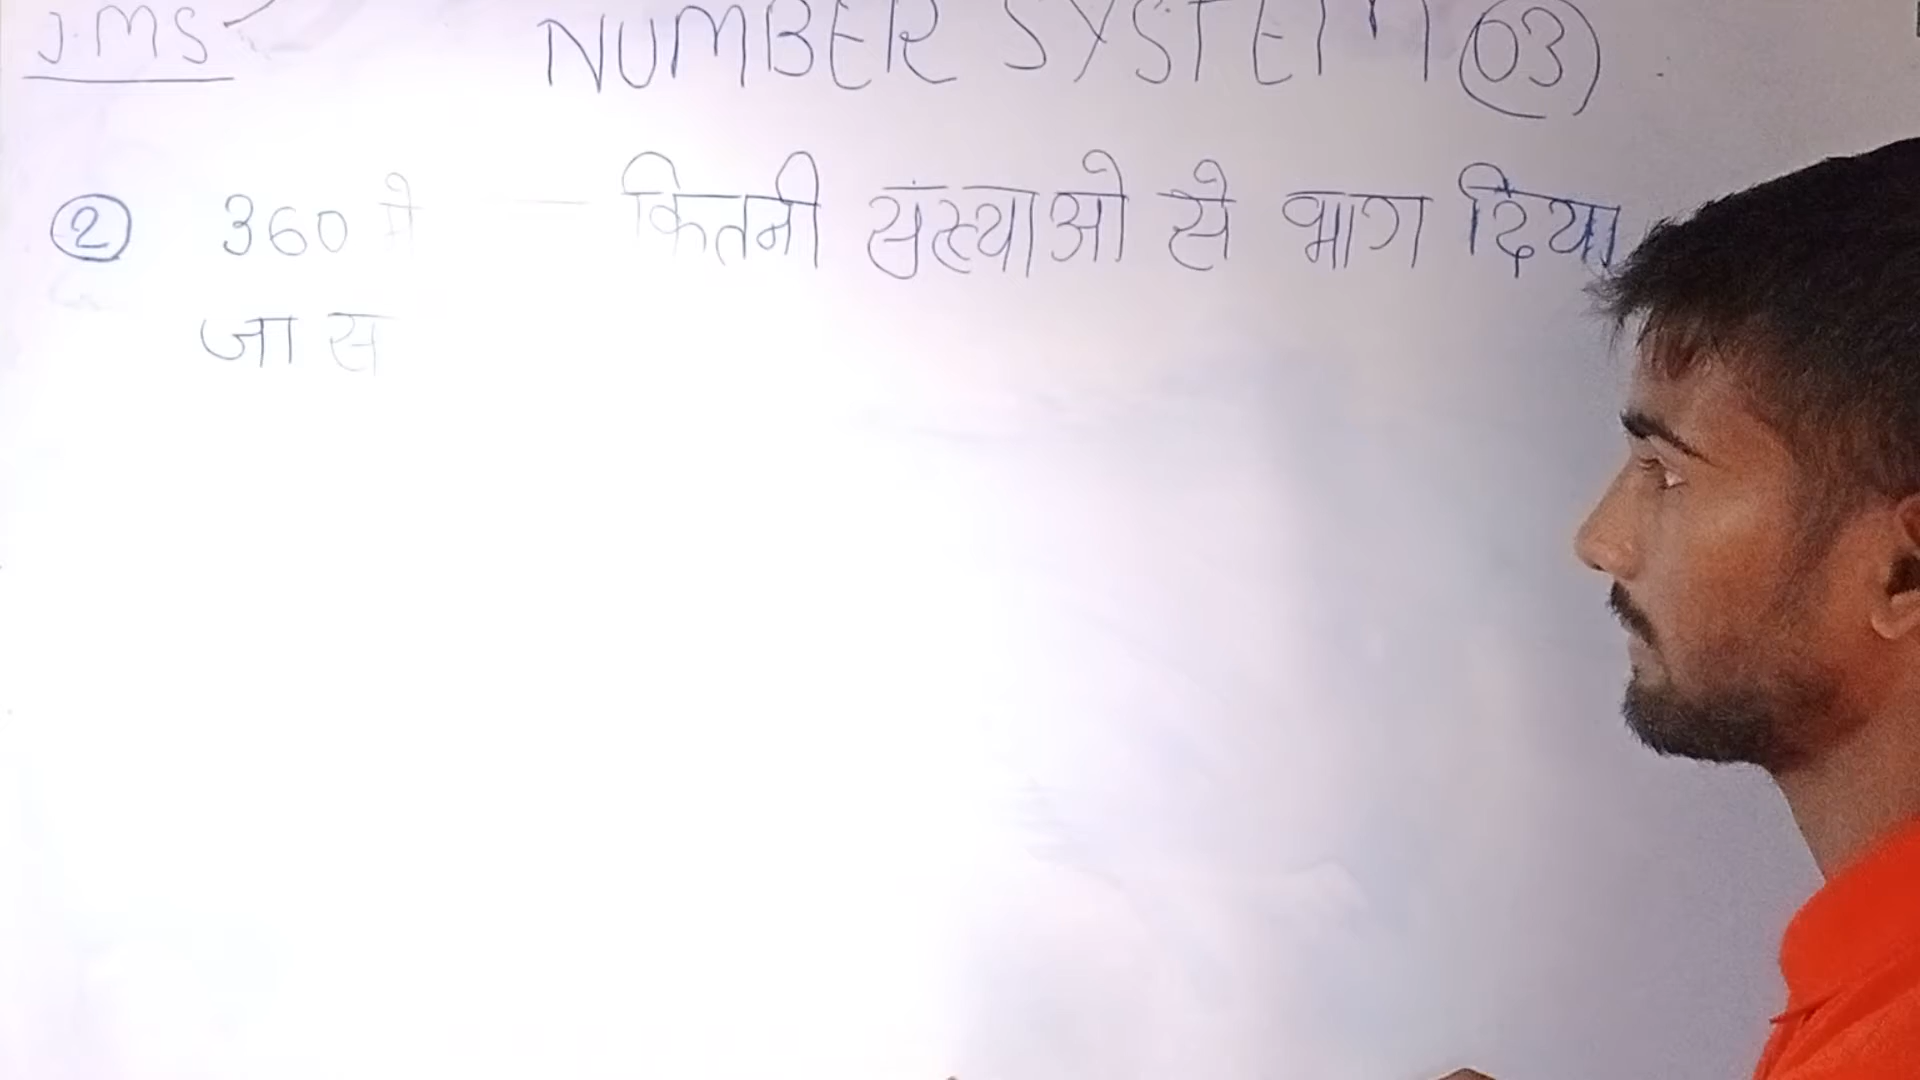 J.MS
NUMBER SYSTEM 03
2 360 में कितनी संख्याओ से भाग दिया
जा स